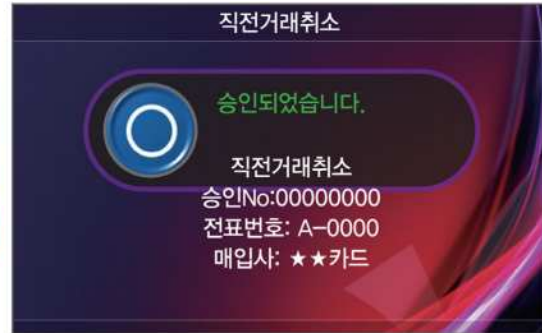 직전거래취소
승인되었습니다.
직전거래취소
승인No:00000000
전표번호: A-0000
매입사: ★★카드